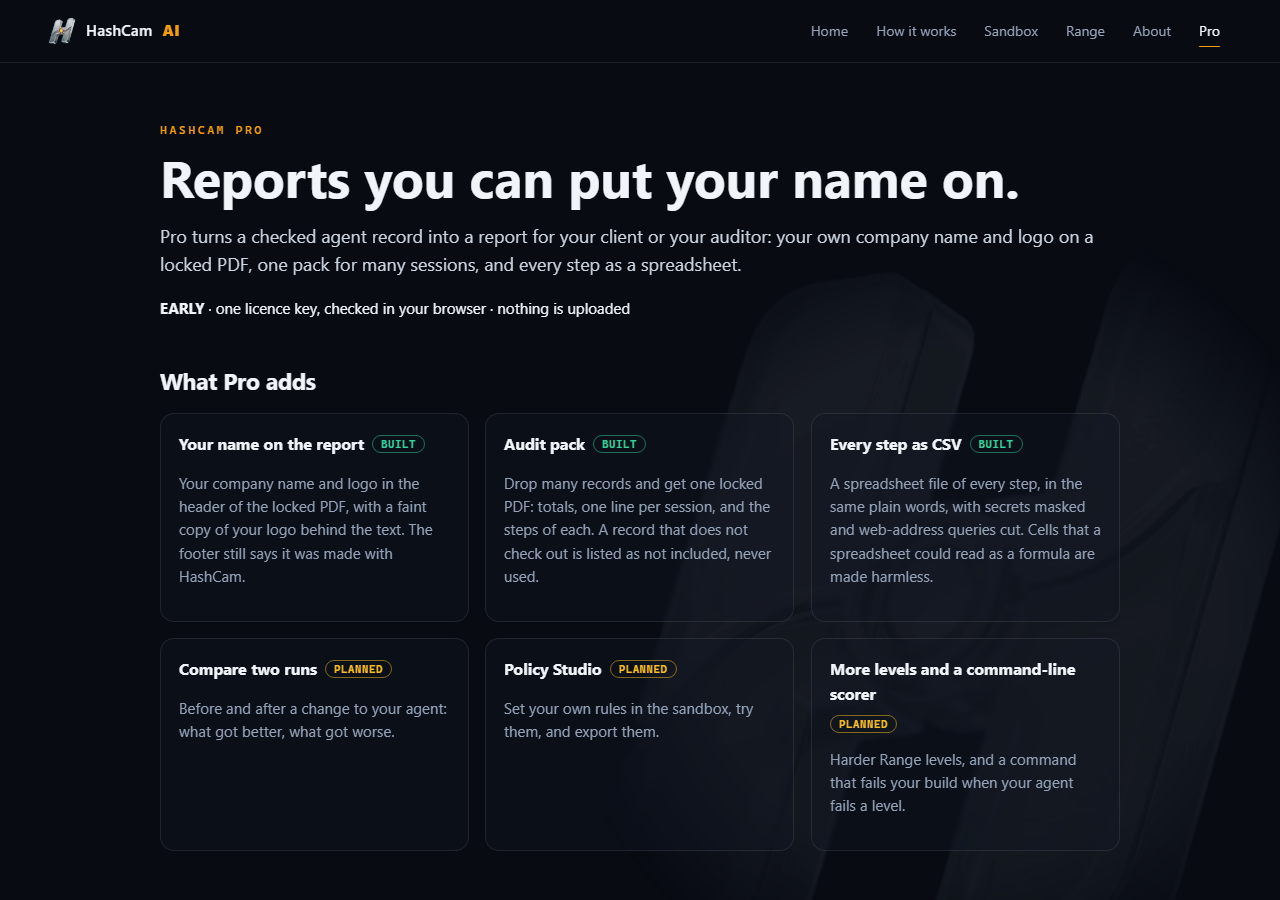 HashCam AI
Home How it works Sandbox Range About Pro
HASHCAM PRO
Reports you can put your name on.
Pro turns a checked agent record into a report for your client or your auditor: your own company name and logo on a
locked PDF, one pack for many sessions, and every step as a spreadsheet.
EARLY · one licence key, checked in your browser · nothing is uploaded
What Pro adds
Your name on the report BUILT
Your company name and logo in the
header of the locked PDF, with a faint
copy of your logo behind the text. The
footer still says it was made with
HashCam.
Audit pack BUILT
Drop many records and get one locked
PDF: totals, one line per session, and the
steps of each. A record that does not
check out is listed as not included, never
used.
Every step as CSV BUILT
A spreadsheet file of every step, in the
same plain words, with secrets masked
and web-address queries cut. Cells that a
spreadsheet could read as a formula are
made harmless.
Compare two runs PLANNED
Before and after a change to your agent:
what got better, what got worse.
Policy Studio PLANNED
Set your own rules in the sandbox, try
them, and export them.
More levels and a command-line
scorer
PLANNED
Harder Range levels, and a command
that fails your build when your agent
fails a level.